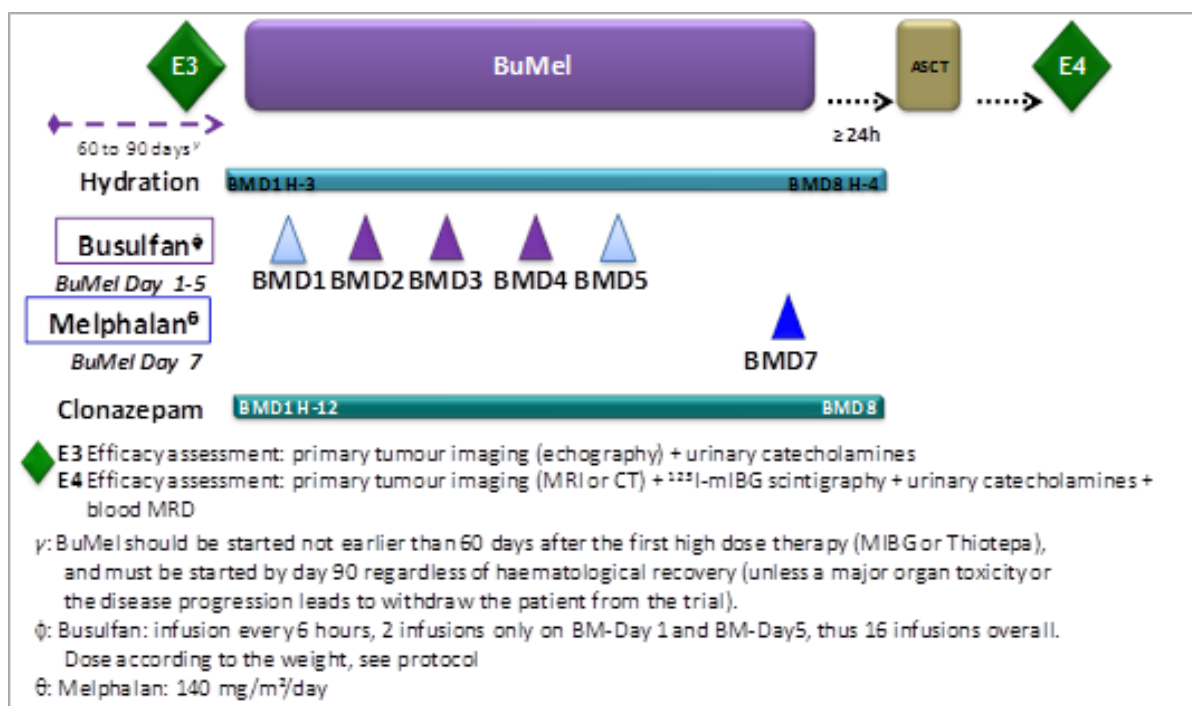 E3
BuMel
ASCT
E4
≥ 24h
60 to 90 daysγ
Hydration
BMD1 H-3
BMD8 H-4
Busulfanϕ
BuMel Day 1-5
BMD1
BMD2
BMD3
BMD4
BMD5
Melphalanθ
BuMel Day 7
BMD7
Clonazepam
BMD1 H-12
BMD 8
E3 Efficacy assessment: primary tumour imaging (echography) + urinary catecholamines
E4 Efficacy assessment: primary tumour imaging (MRI or CT) + ¹²³I-mIBG scintigraphy + urinary catecholamines +
blood MRD
γ: BuMel should be started not earlier than 60 days after the first high dose therapy (MIBG or Thiotepa),
and must be started by day 90 regardless of haematological recovery (unless a major organ toxicity or
the disease progression leads to withdraw the patient from the trial).
ϕ: Busulfan: infusion every 6 hours, 2 infusions only on BM-Day 1 and BM-Day5, thus 16 infusions overall.
Dose according to the weight, see protocol
θ: Melphalan: 140 mg/m²/day